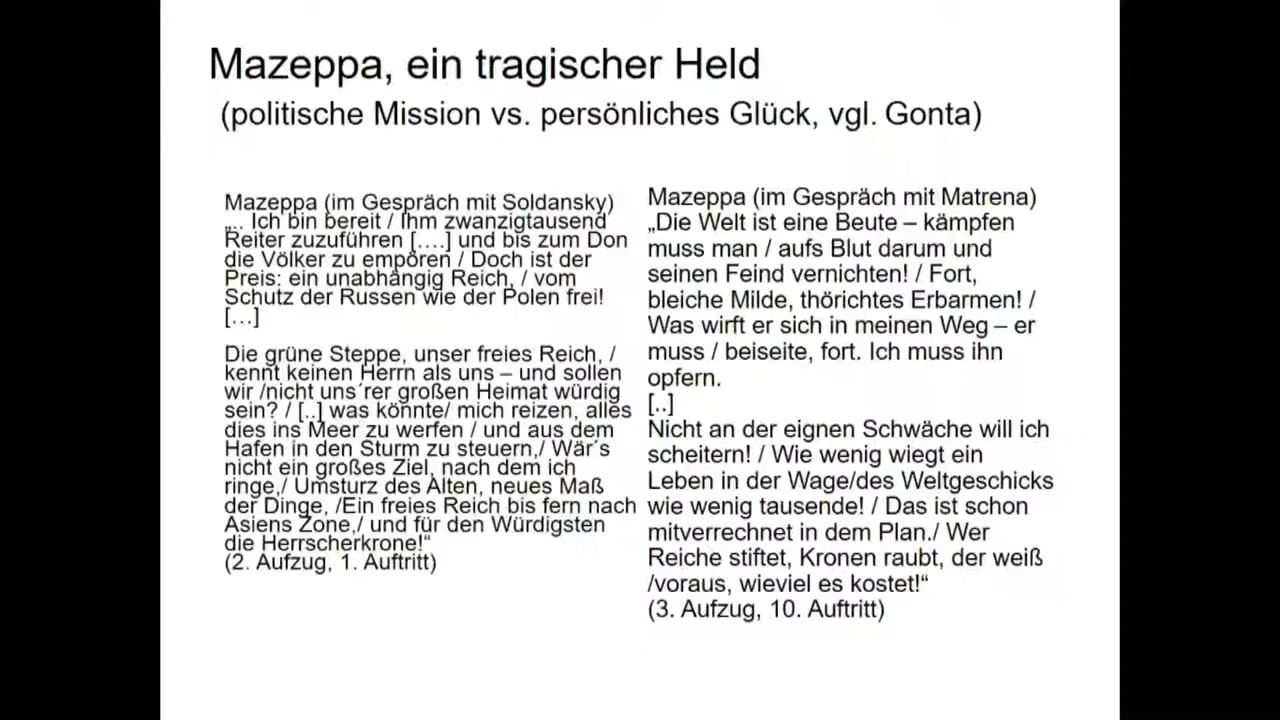 Mazeppa, ein tragischer Held
(politische Mission vs. persönliches Glück, vgl. Gonta)
Mazeppa (im Gespräch mit Soldansky)
„.. Ich bin bereit / Ihm zwanzigtausend
Reiter zuzuführen [….] und bis zum Don
die Völker zu empören / Doch ist der
Preis: ein unabhängig Reich, / vom
Schutz der Russen wie der Polen frei!
[…]
Die grüne Steppe, unser freies Reich, /
kennt keinen Herrn als uns – und sollen
wir /nicht uns´rer großen Heimat würdig
sein? / [..] was könnte/ mich reizen, alles
dies ins Meer zu werfen / und aus dem
Hafen in den Sturm zu steuern,/ Wär´s
nicht ein großes Ziel, nach dem ich
ringe,/ Umsturz des Alten, neues Maß
der Dinge, /Ein freies Reich bis fern nach
Asiens Zone,/ und für den Würdigsten
die Herrscherkrone!“
(2. Aufzug, 1. Auftritt)
Mazeppa (im Gespräch mit Matrena)
„Die Welt ist eine Beute – kämpfen
muss man / aufs Blut darum und
seinen Feind vernichten! / Fort,
bleiche Milde, thörichtes Erbarmen! /
Was wirft er sich in meinen Weg – er
muss / beiseite, fort. Ich muss ihn
opfern.
[..]
Nicht an der eignen Schwäche will ich
scheitern! / Wie wenig wiegt ein
Leben in der Wage/des Weltgeschicks
wie wenig tausende! / Das ist schon
mitverrechnet in dem Plan./ Wer
Reiche stiftet, Kronen raubt, der weiß
/voraus, wieviel es kostet!“
(3. Aufzug, 10. Auftritt)